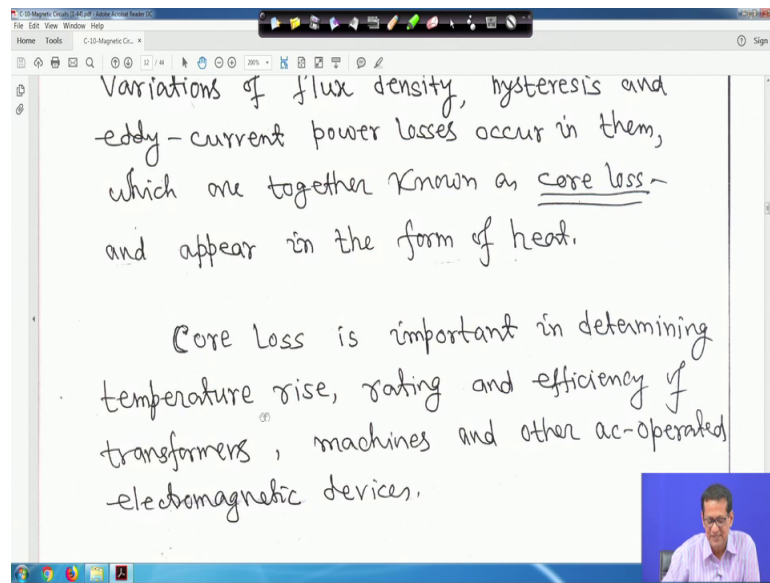 C-10-Magnetic Circuits [1-44].pdf - Adobe Acrobat Reader DC
File Edit View Window Help
Home Tools C-10-Magnetic Cir... × Sign
12 / 44 200%
Variations of flux density, hysteresis and
eddy-current power losses occur in them,
which are together known as core loss-
and appear in the form of heat.
Core Loss is important in determining
temperature rise, rating and efficiency of
transformers, machines and other ac-operated
electromagnetic devices.